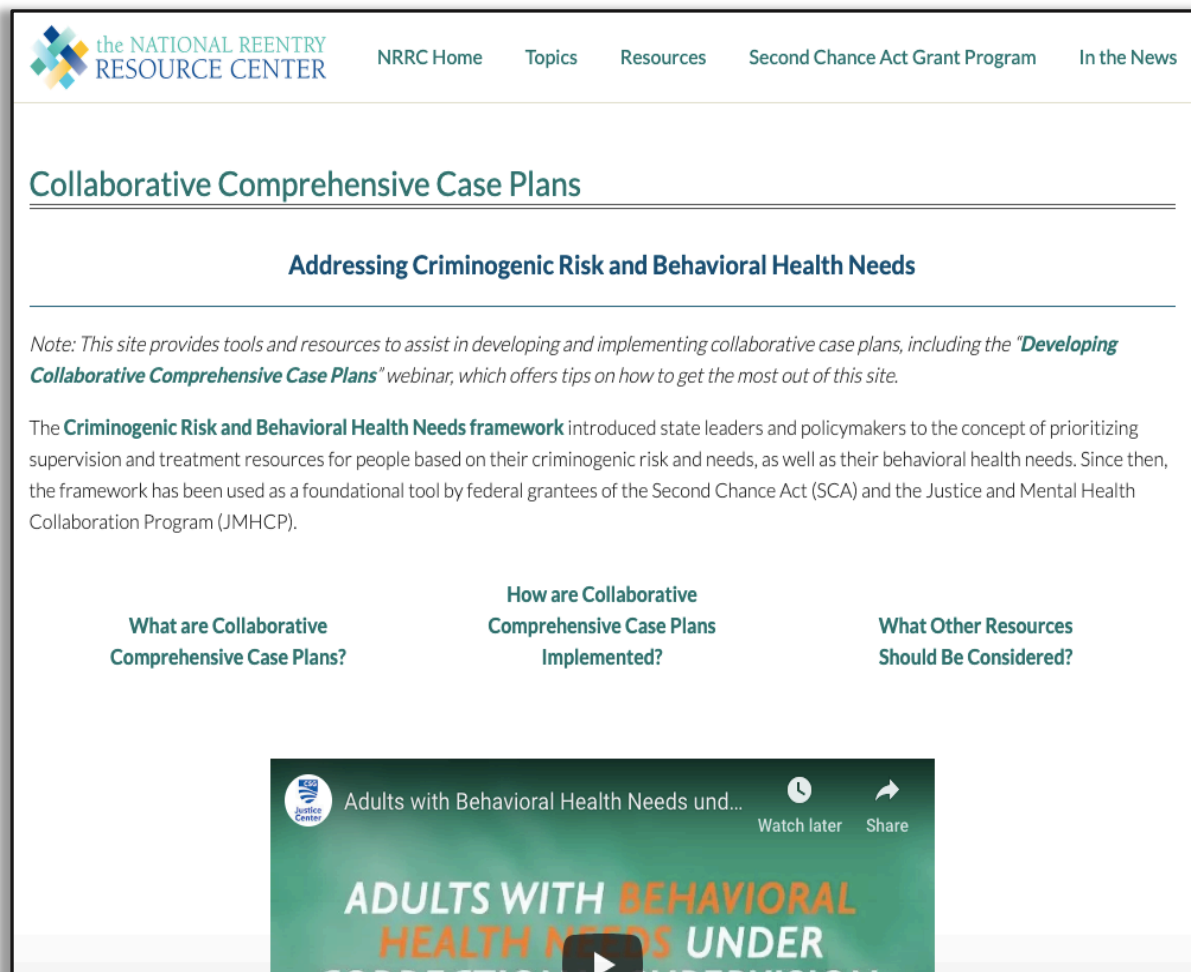 the NATIONAL REENTRY
RESOURCE CENTER
NRRC Home Topics Resources Second Chance Act Grant Program In the News
Collaborative Comprehensive Case Plans
Addressing Criminogenic Risk and Behavioral Health Needs
Note: This site provides tools and resources to assist in developing and implementing collaborative case plans, including the "Developing
Collaborative Comprehensive Case Plans" webinar, which offers tips on how to get the most out of this site.
The Criminogenic Risk and Behavioral Health Needs framework introduced state leaders and policymakers to the concept of prioritizing
supervision and treatment resources for people based on their criminogenic risk and needs, as well as their behavioral health needs. Since then,
the framework has been used as a foundational tool by federal grantees of the Second Chance Act (SCA) and the Justice and Mental Health
Collaboration Program (JMHCP).
What are Collaborative
Comprehensive Case Plans?
How are Collaborative
Comprehensive Case Plans
Implemented?
What Other Resources
Should Be Considered?
CSG
Justice
Center
Adults with Behavioral Health Needs und...
Watch later Share
ADULTS WITH BEHAVIORAL
HEALTH NEEDS UNDER